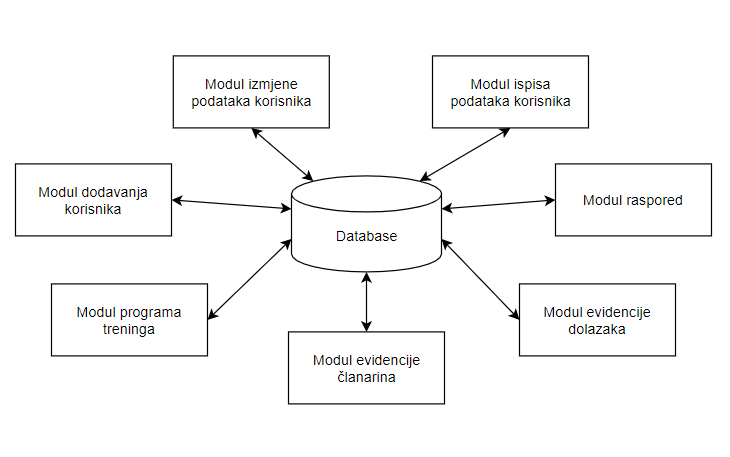 Modul izmjene
podataka korisnika
Modul ispisa
podataka korisnika
Modul dodavanja
korisnika
Modul raspored
Database
Modul programa
treninga
Modul evidencije
dolazaka
Modul evidencije
članarina